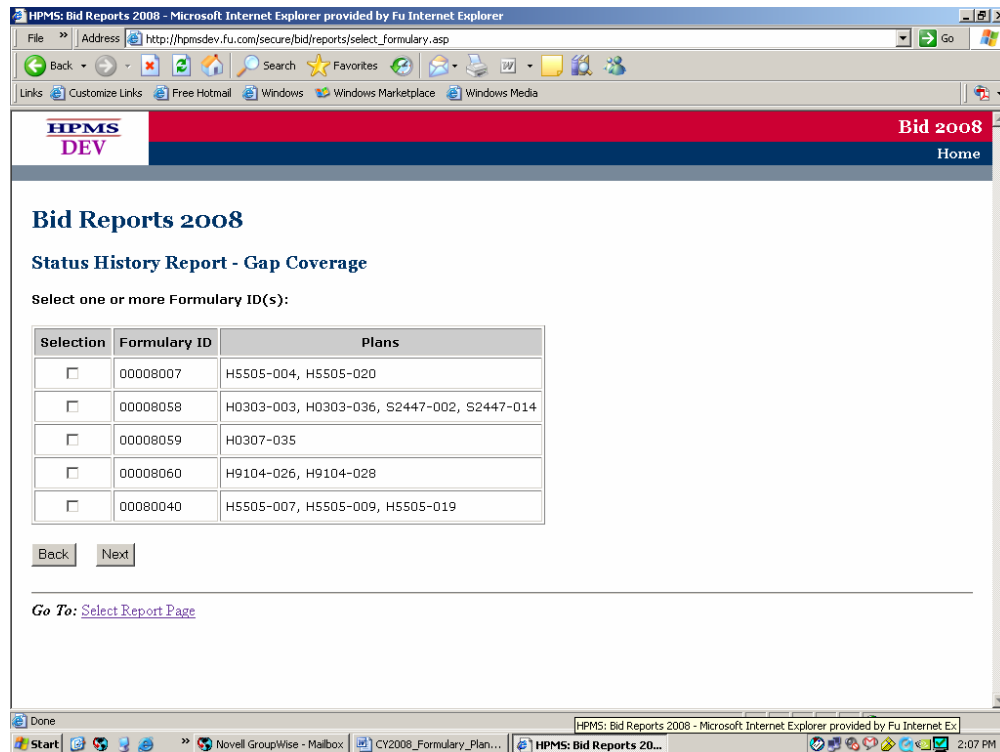 HPMS: Bid Reports 2008 - Microsoft Internet Explorer provided by Fu Internet Explorer
File » Address http://hpmsdev.fu.com/secure/bid/reports/select_formulary.asp Go
Back Search Favorites
Links Customize Links Free Hotmail Windows Windows Marketplace Windows Media
HPMS
DEV
Bid 2008
Home
Bid Reports 2008
Status History Report - Gap Coverage
Select one or more Formulary ID(s):
Selection Formulary ID Plans
00008007 H5505-004, H5505-020
00008058 H0303-003, H0303-036, S2447-002, S2447-014
00008059 H0307-035
00008060 H9104-026, H9104-028
00080040 H5505-007, H5505-009, H5505-019
Back Next
Go To: Select Report Page
Done
HPMS: Bid Reports 2008 - Microsoft Internet Explorer provided by Fu Internet Ex
Start » Novell GroupWise - Mailbox CY2008_Formulary_Plan... HPMS: Bid Reports 20... 2:07 PM